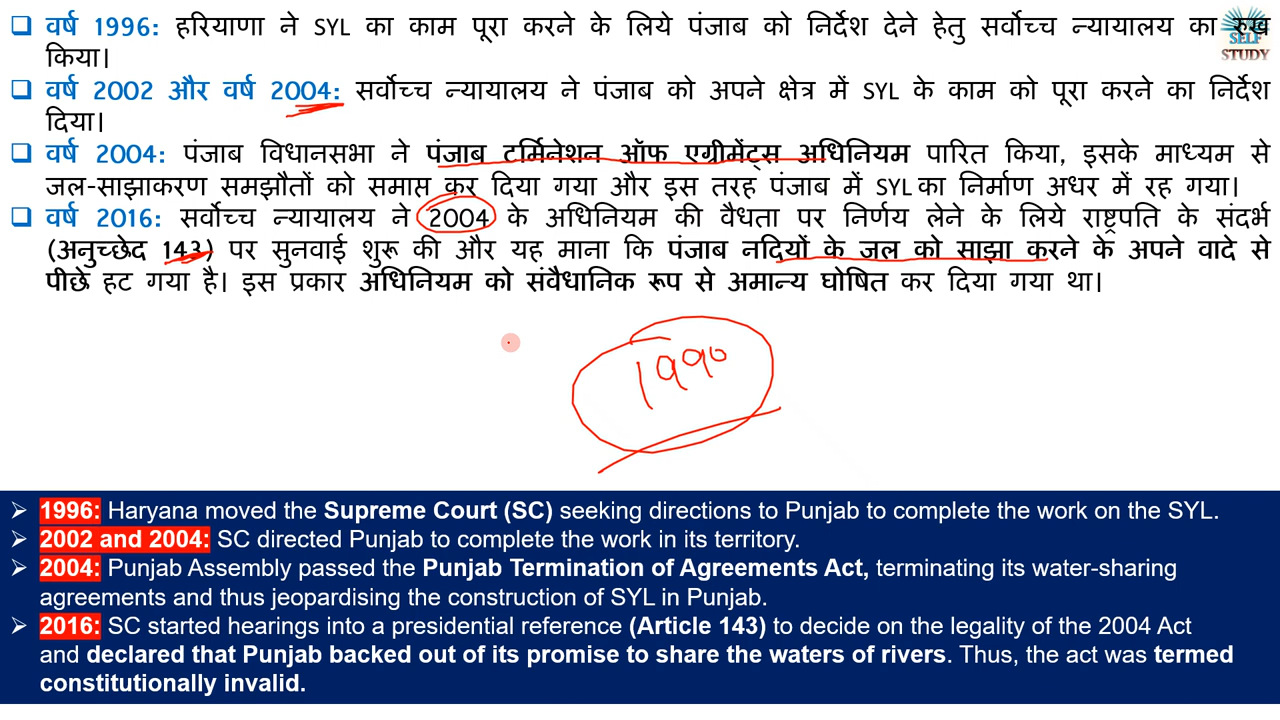 ❑ वर्ष 1996: हरियाणा ने SYL का काम पूरा करने के लिये पंजाब को निर्देश देने हेतु सर्वोच्च न्यायालय का रुख
किया।
SELF
STUDY
❑ वर्ष 2002 और वर्ष 2004: सर्वोच्च न्यायालय ने पंजाब को अपने क्षेत्र में SYL के काम को पूरा करने का निर्देश
दिया।
❑ वर्ष 2004: पंजाब विधानसभा ने पंजाब टर्मिनेशन ऑफ एग्रीमेंट्स अधिनियम पारित किया, इसके माध्यम से
जल-साझाकरण समझौतों को समाप्त कर दिया गया और इस तरह पंजाब में SYL का निर्माण अधर में रह गया।
❑ वर्ष 2016: सर्वोच्च न्यायालय ने 2004 के अधिनियम की वैधता पर निर्णय लेने के लिये राष्ट्रपति के संदर्भ
(अनुच्छेद 143) पर सुनवाई शुरू की और यह माना कि पंजाब नदियों के जल को साझा करने के अपने वादे से
पीछे हट गया है। इस प्रकार अधिनियम को संवैधानिक रूप से अमान्य घोषित कर दिया गया था।
1990
➢ 1996: Haryana moved the Supreme Court (SC) seeking directions to Punjab to complete the work on the SYL.
➢ 2002 and 2004: SC directed Punjab to complete the work in its territory.
➢ 2004: Punjab Assembly passed the Punjab Termination of Agreements Act, terminating its water-sharing
agreements and thus jeopardising the construction of SYL in Punjab.
➢ 2016: SC started hearings into a presidential reference (Article 143) to decide on the legality of the 2004 Act
and declared that Punjab backed out of its promise to share the waters of rivers. Thus, the act was termed
constitutionally invalid.